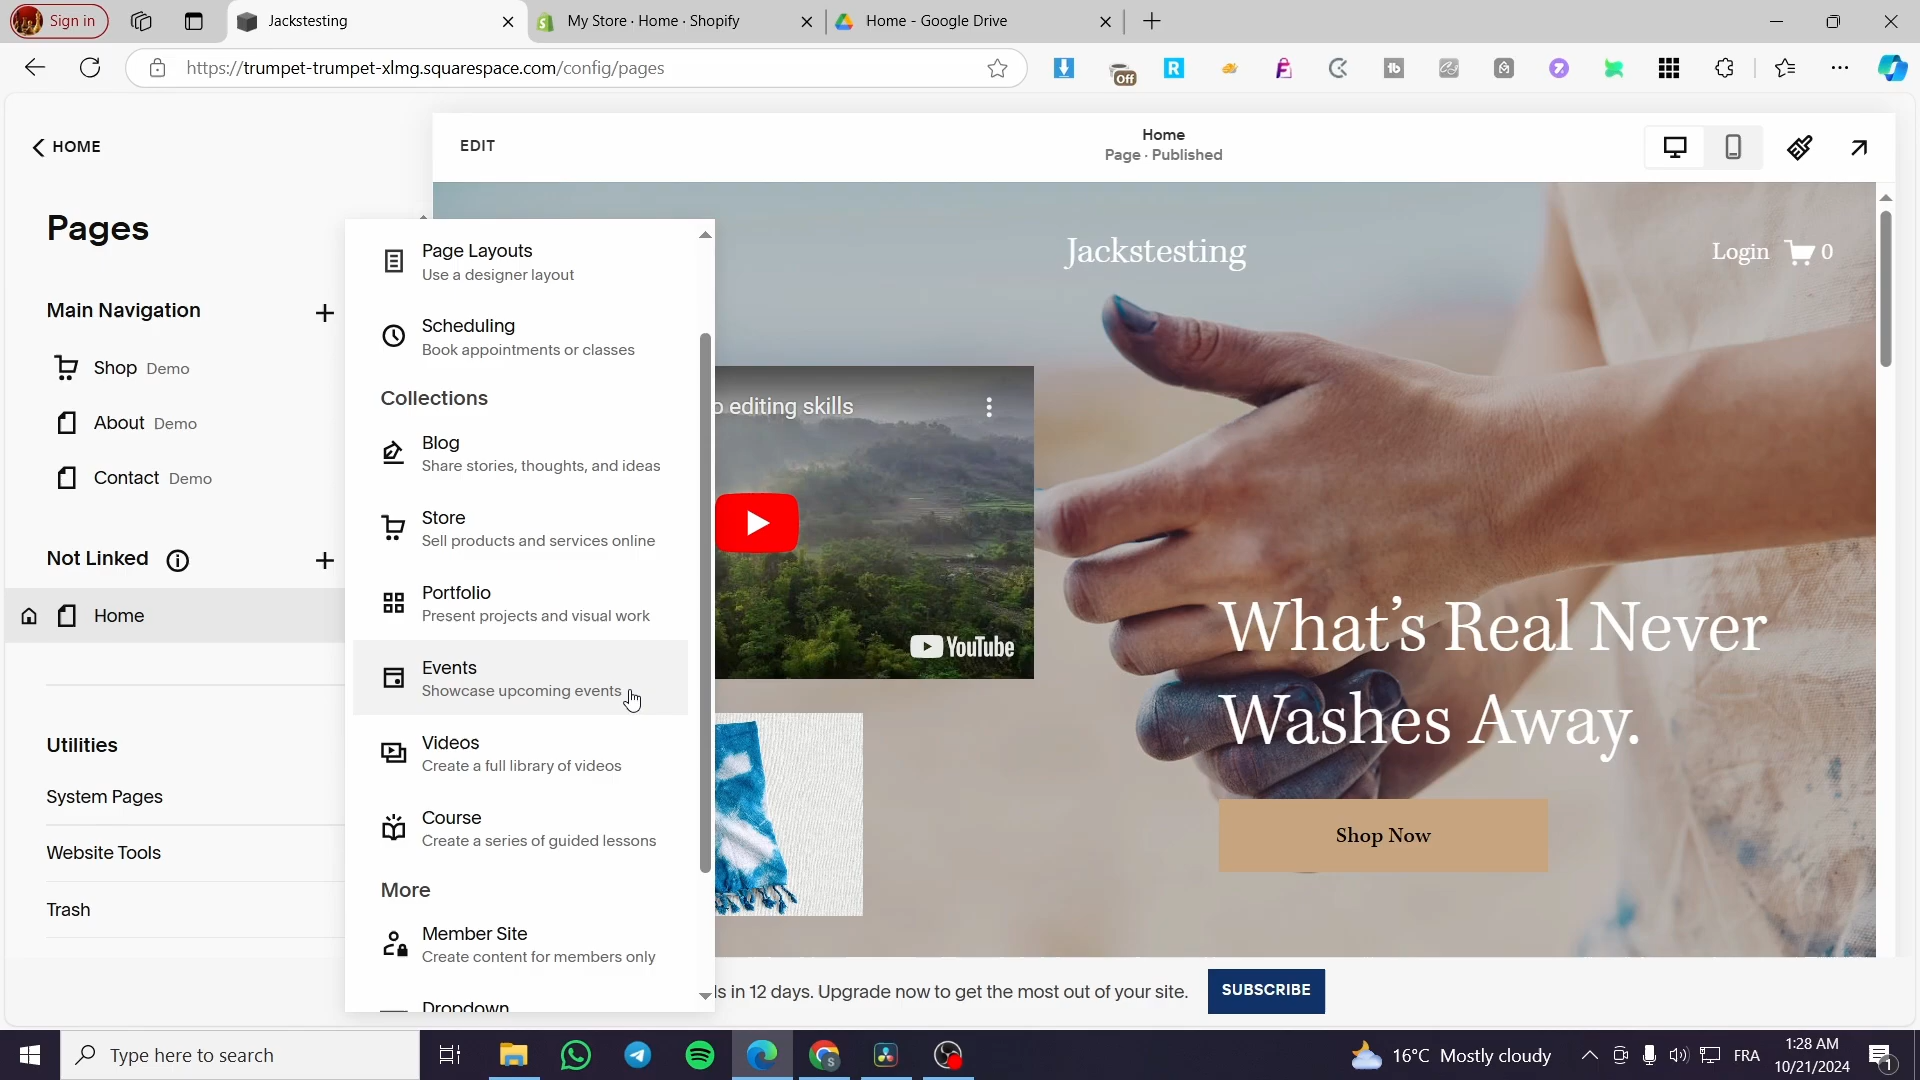 Sign in
Jackstesting
My Store · Home · Shopify
Home - Google Drive
https://trumpet-trumpet-xlmg.squarespace.com/config/pages
Off
HOME
EDIT
Home
Page · Published
Pages
Main Navigation
Shop Demo
About Demo
Contact Demo
Not Linked
Home
Utilities
System Pages
Website Tools
Trash
Page Layouts
Use a designer layout
Scheduling
Book appointments or classes
Collections
Blog
Share stories, thoughts, and ideas
Store
Sell products and services online
Portfolio
Present projects and visual work
Events
Showcase upcoming events
Videos
Create a full library of videos
Course
Create a series of guided lessons
More
Member Site
Create content for members only
Dropdown
Jackstesting
Login 0
editing skills
YouTube
What's Real Never
Washes Away.
Shop Now
in 12 days. Upgrade now to get the most out of your site.
SUBSCRIBE
Type here to search
16°C Mostly cloudy
FRA
1:28 AM
10/21/2024
1